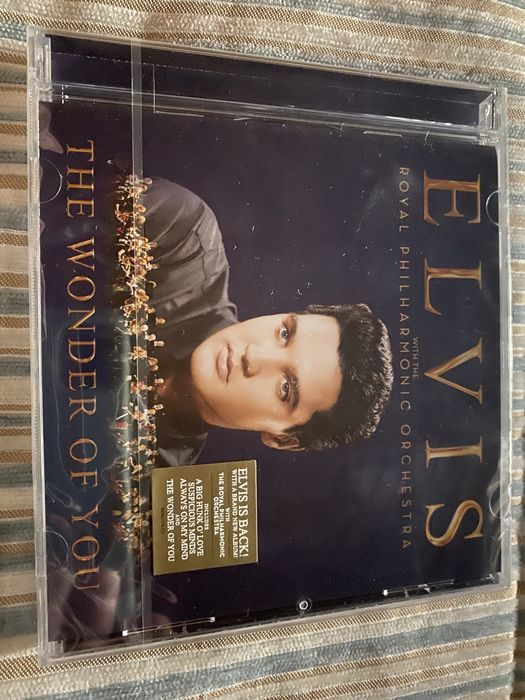 ELVIS
WITH THE
ROYAL PHILHARMONIC ORCHESTRA
ELVIS IS BACK!
WITH A BRAND NEW ALBUM!
WITH
THE ROYAL PHILHARMONIC
ORCHESTRA
INCLUDES
A BIG HUNK O' LOVE
SUSPICIOUS MINDS
ALWAYS ON MY MIND
AND
THE WONDER OF YOU
THE WONDER OF YOU